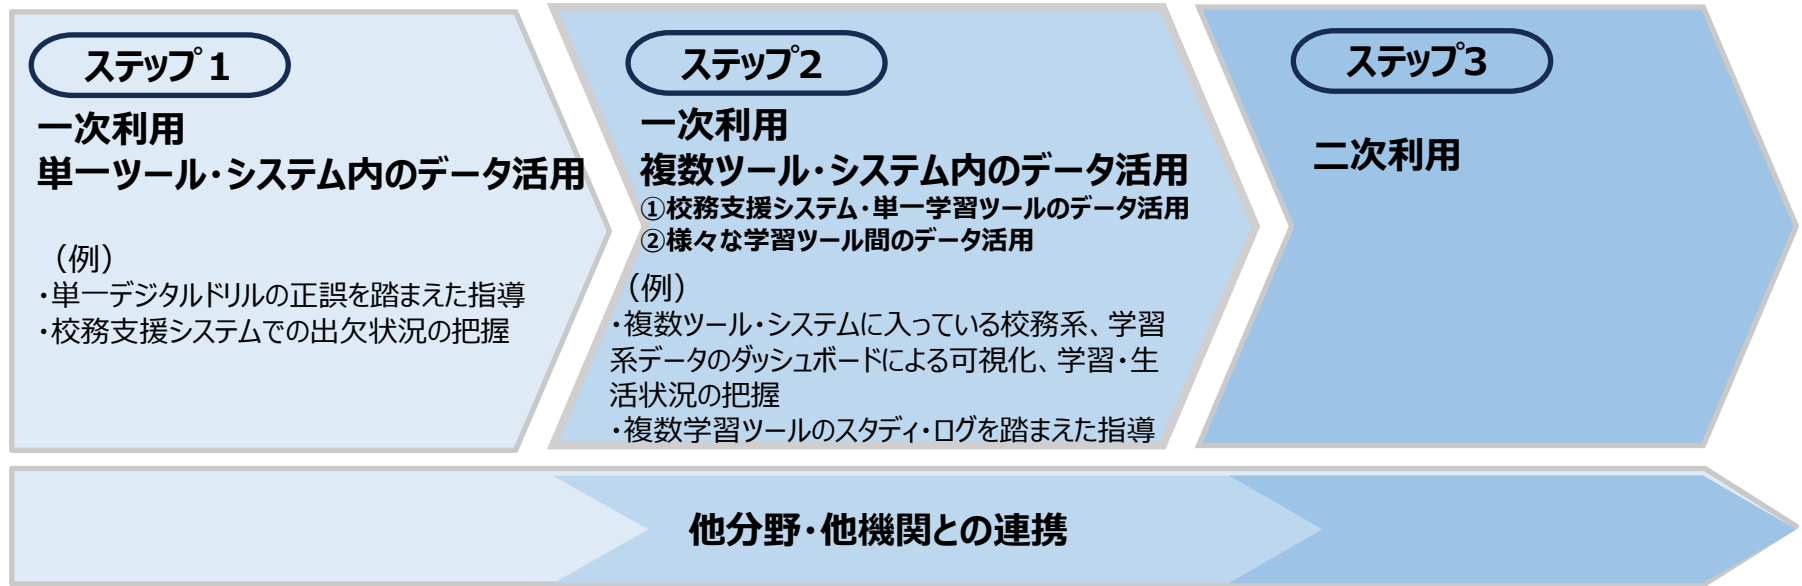 ステップ1
一次利用
単一ツール・システム内のデータ活用
（例）
・単一デジタルドリルの正誤を踏まえた指導
・校務支援システムでの出欠状況の把握
ステップ2
一次利用
複数ツール・システム内のデータ活用
①校務支援システム・単一学習ツールのデータ活用
②様々な学習ツール間のデータ活用
（例）
・複数ツール・システムに入っている校務系、学習
系データのダッシュボードによる可視化、学習・生
活状況の把握
・複数学習ツールのスタディ・ログを踏まえた指導
ステップ3
二次利用
他分野・他機関との連携